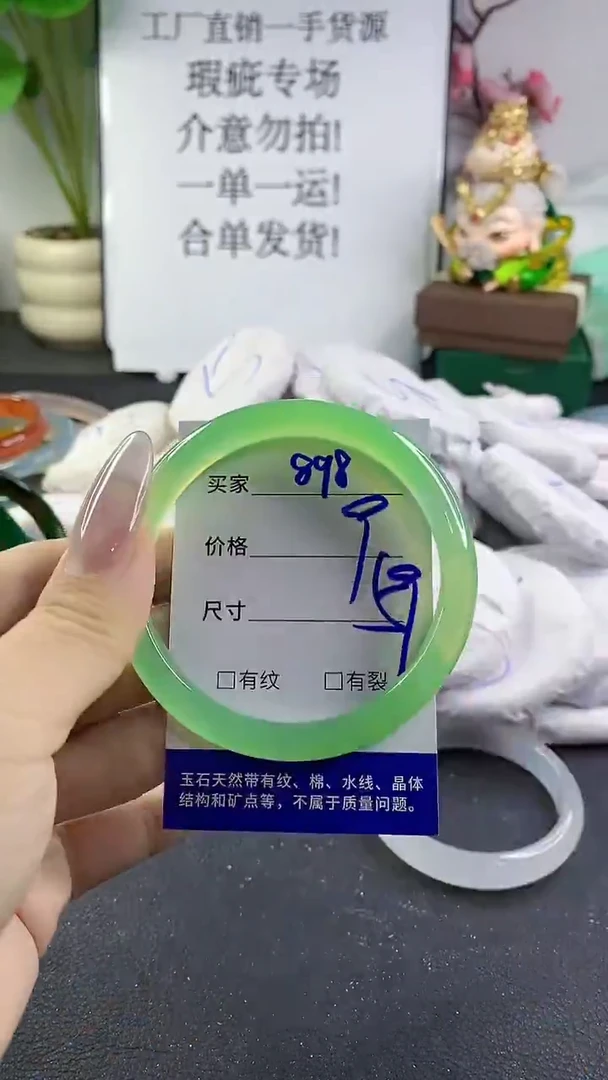 工厂直销一手货源
瑕疵专场
介意勿拍!
一单一运!
合单发货!
买家 898
价格
尺寸
□有纹 □有裂
玉石天然带有纹、棉、水线、晶体
结构和矿点等，不属于质量问题。